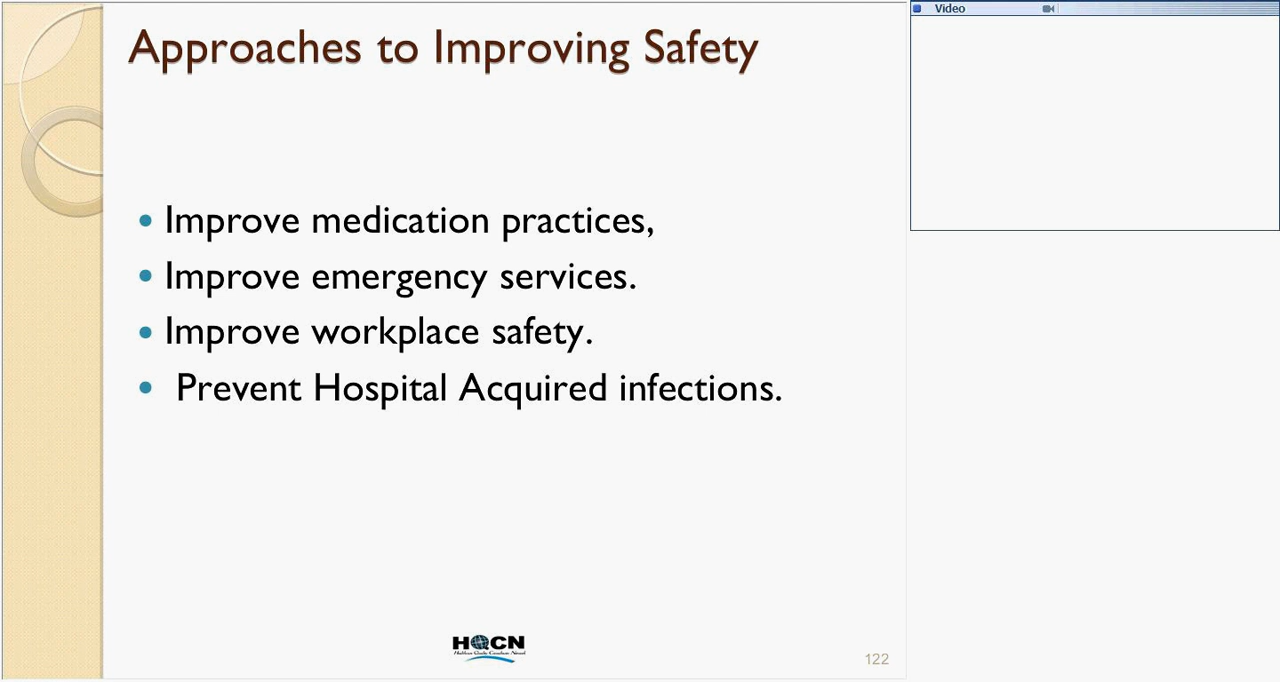 Approaches to Improving Safety
Video
• Improve medication practices,
• Improve emergency services.
• Improve workplace safety.
• Prevent Hospital Acquired infections.
HQCN
122